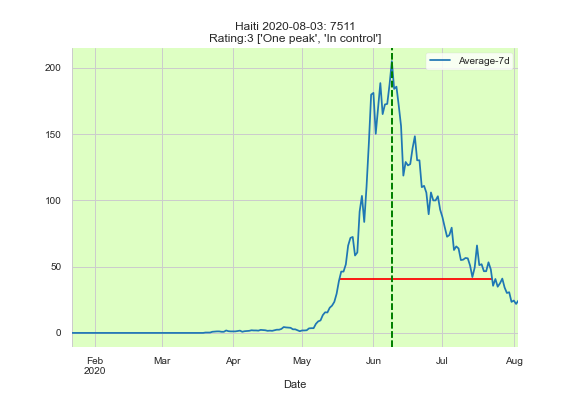 Haiti 2020-08-03: 7511
Rating:3 ['One peak', 'In control']
Average-7d
200
150
100
50
0
Feb Mar Apr May Jun Jul Aug
2020
Date